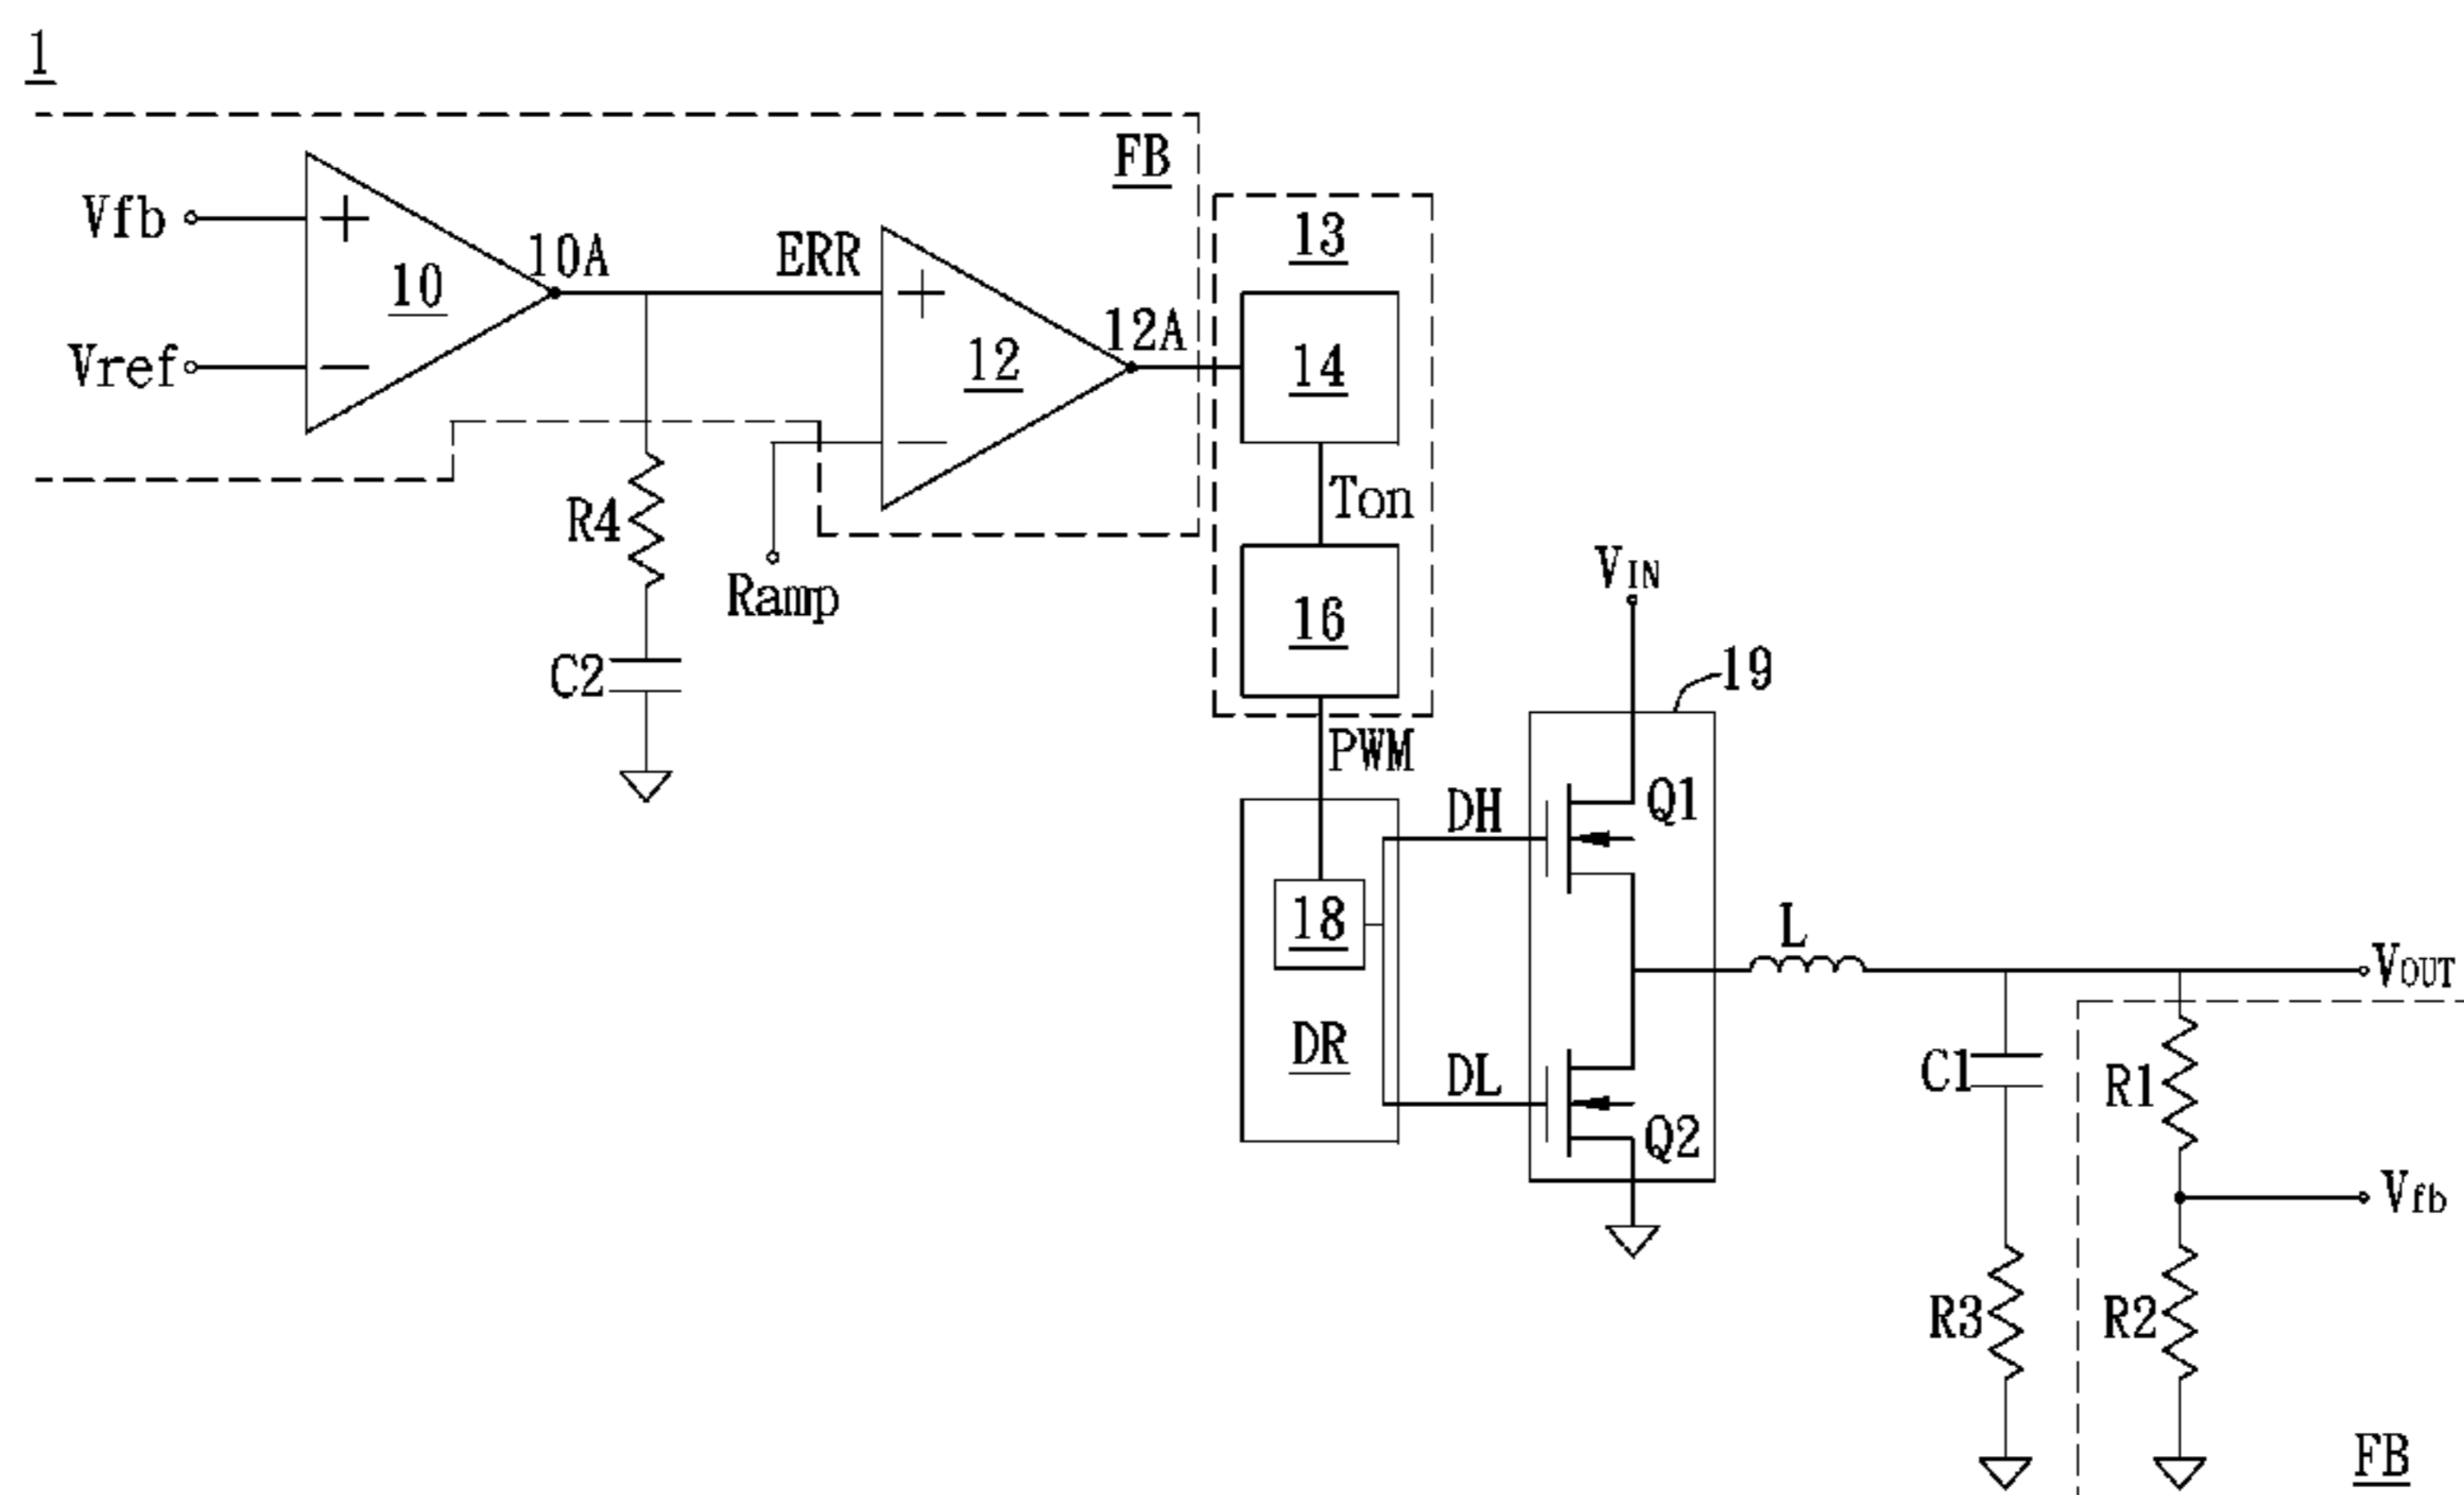 1
FB
Vfb
Vref
10
10A
ERR
12
12A
13
14
Ton
16
R4
C2
Ramp
PWM
VIN
19
DH
Q1
18
DR
DL
Q2
L
VOUT
C1
R1
Vfb
R3
R2
FB